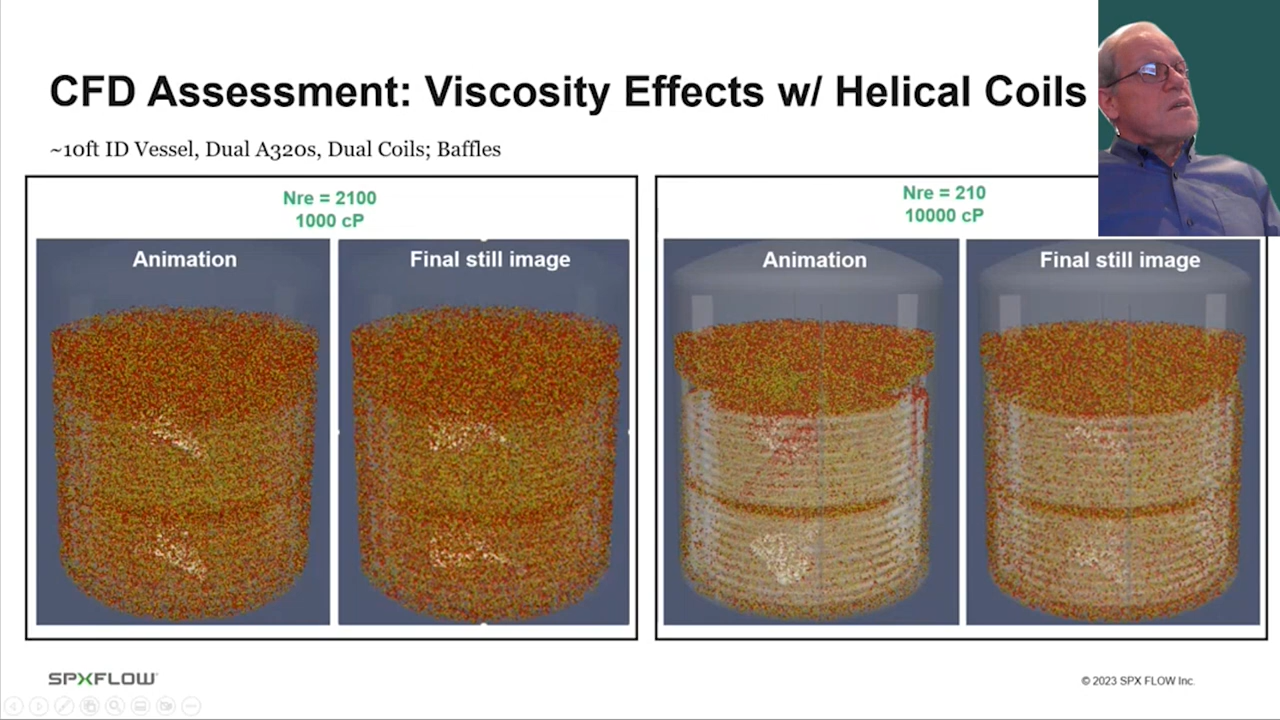 CFD Assessment: Viscosity Effects w/ Helical Coils
~10ft ID Vessel, Dual A320s, Dual Coils; Baffles
Nre = 2100
1000 cP
Animation
Final still image
Nre = 210
10000 cP
Animation
Final still image
SPXFLOW
© 2023 SPX FLOW Inc.